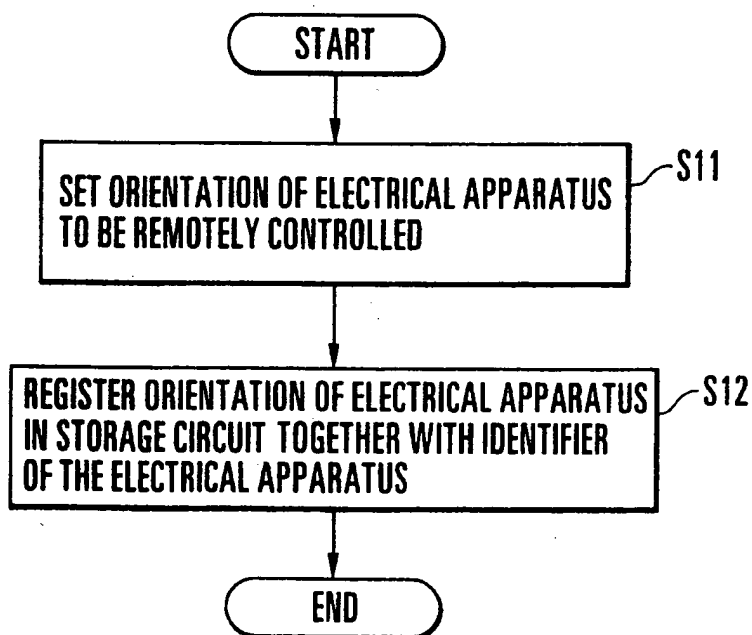 START
SET ORIENTATION OF ELECTRICAL APPARATUS
TO BE REMOTELY CONTROLLED
S11
REGISTER ORIENTATION OF ELECTRICAL APPARATUS
IN STORAGE CIRCUIT TOGETHER WITH IDENTIFIER
OF THE ELECTRICAL APPARATUS
S12
END